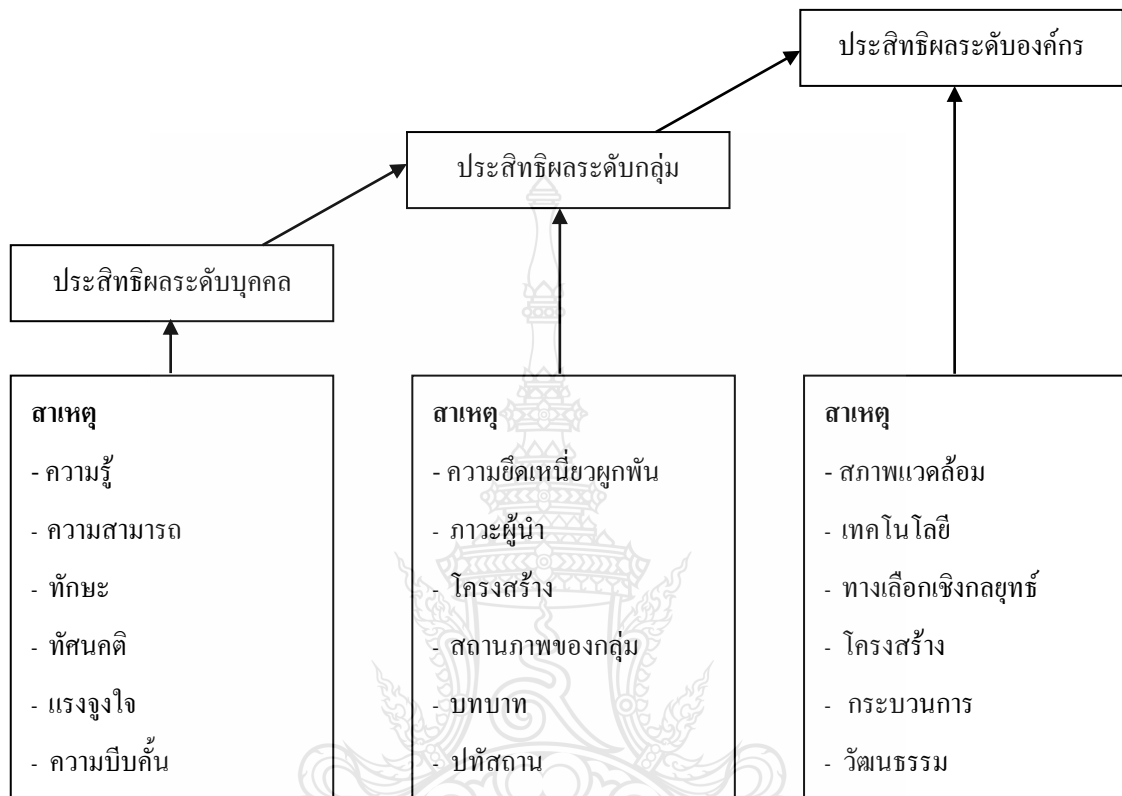 ประสิทธิผลระดับองค์กร
ประสิทธิผลระดับกลุ่ม
ประสิทธิผลระดับบุคคล
สาเหตุ
- ความรู้
- ความสามารถ
- ทักษะ
- ทัศนคติ
- แรงจูงใจ
- ความบีบคั้น
สาเหตุ
- ความยึดเหนี่ยวผูกพัน
- ภาวะผู้นำ
- โครงสร้าง
- สถานภาพของกลุ่ม
- บทบาท
- ปทัสถาน
สาเหตุ
- สภาพแวดล้อม
- เทคโนโลยี
- ทางเลือกเชิงกลยุทธ์
- โครงสร้าง
- กระบวนการ
- วัฒนธรรม